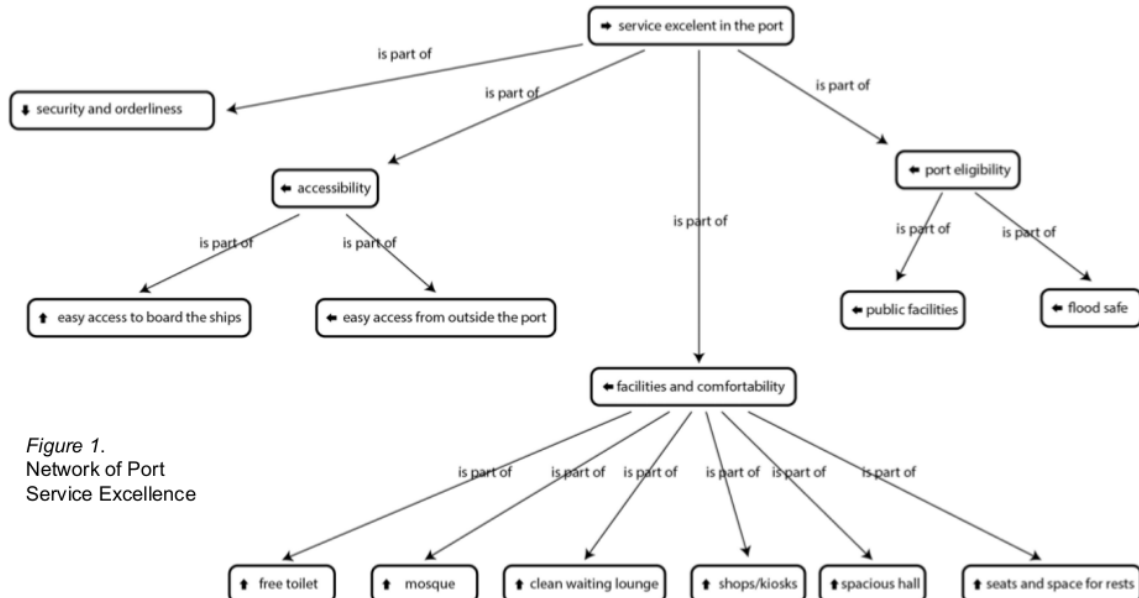 service excelent in the port
is part of
is part of
is part of
security and orderliness
port eligibility
accessibility
is part of
is part of
is part of
is part of
is part of
easy access to board the ships
easy access from outside the port
public facilities
flood safe
facilities and comfortability
Figure 1.
Network of Port
Service Excellence
is part of
is part of
is part of
is part of
is part of
is part of
free toilet
mosque
clean waiting lounge
shops/kiosks
spacious hall
seats and space for rests